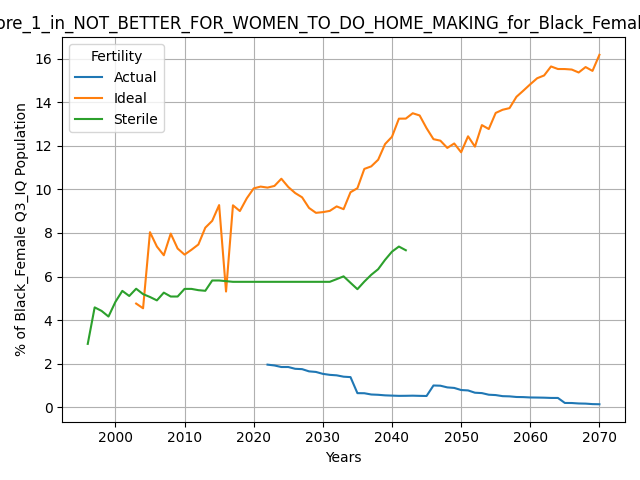 ore_1_in_NOT_BETTER_FOR_WOMEN_TO_DO_HOME_MAKING_for_Black_Femal
Fertility
Actual
Ideal
Sterile
% of Black_Female Q3_IQ Population
16
14
12
10
8
6
4
2
0
2000 2010 2020 2030 2040 2050 2060 2070
Years